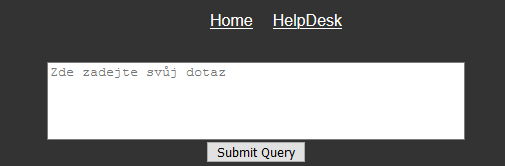 Home HelpDesk
Zde zadejte svůj dotaz
Submit Query